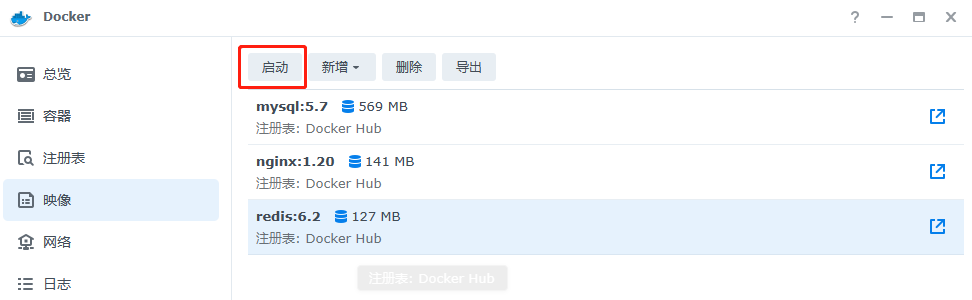 Docker
总览
容器
注册表
映像
网络
日志
启动 新增 删除 导出
mysql:5.7 569 MB
注册表: Docker Hub
nginx:1.20 141 MB
注册表: Docker Hub
redis:6.2 127 MB
注册表: Docker Hub
注册表: Docker Hub